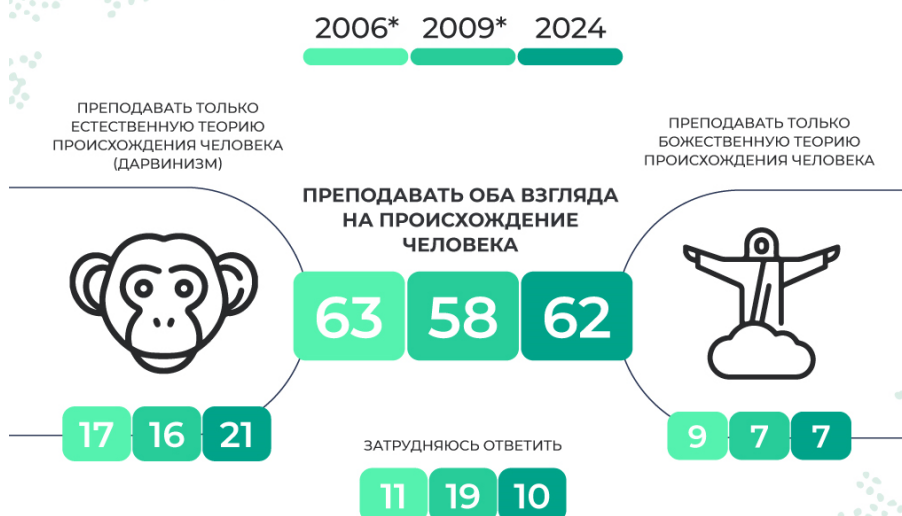 2006* 2009* 2024
ПРЕПОДАВАТЬ ТОЛЬКО
ЕСТЕСТВЕННУЮ ТЕОРИЮ
ПРОИСХОЖДЕНИЯ ЧЕЛОВЕКА
(ДАРВИНИЗМ)
17 16 21
ПРЕПОДАВАТЬ ОБА ВЗГЛЯДА
НА ПРОИСХОЖДЕНИЕ
ЧЕЛОВЕКА
63 58 62
ПРЕПОДАВАТЬ ТОЛЬКО
БОЖЕСТВЕННУЮ ТЕОРИЮ
ПРОИСХОЖДЕНИЯ ЧЕЛОВЕКА
9 7 7
ЗАТРУДНЯЮСЬ ОТВЕТИТЬ
11 19 10